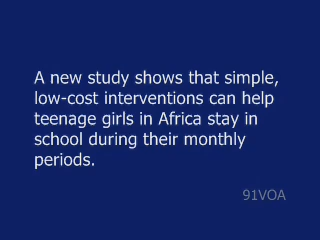 A new study shows that simple,
low-cost interventions can help
teenage girls in Africa stay in
school during their monthly
periods.
91VOA